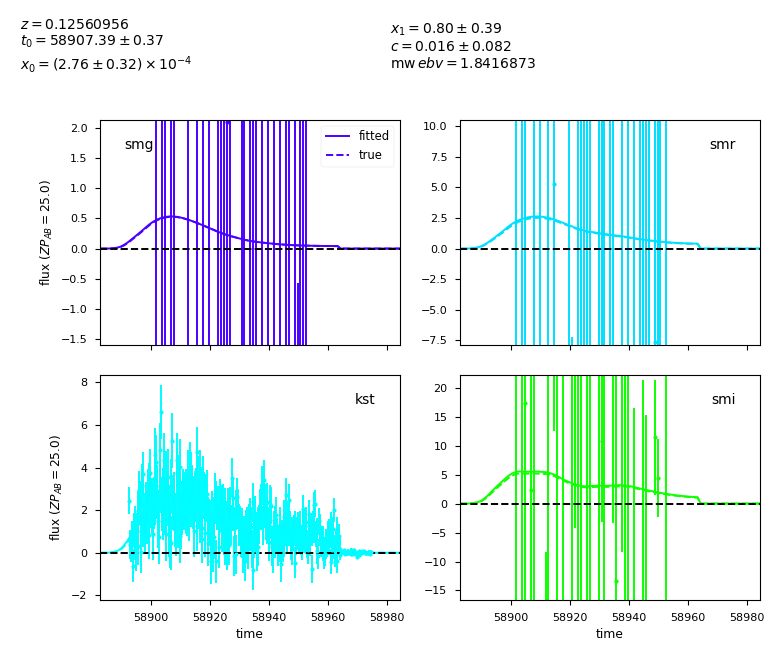 z = 0.12560956
t₀ = 58907.39 ± 0.37
x₀ = (2.76 ± 0.32) × 10⁻⁴
x₁ = 0.80 ± 0.39
c = 0.016 ± 0.082
mw ebv = 1.8416873
smg
fitted
true
2.0
1.5
1.0
0.5
0.0
−0.5
−1.0
−1.5
flux (ZP_AB = 25.0)
smr
10.0
7.5
5.0
2.5
0.0
−2.5
−5.0
−7.5
kst
8
6
4
2
0
−2
flux (ZP_AB = 25.0)
58900 58920 58940 58960 58980
time
smi
20
15
10
5
0
−5
−10
−15
58900 58920 58940 58960 58980
time